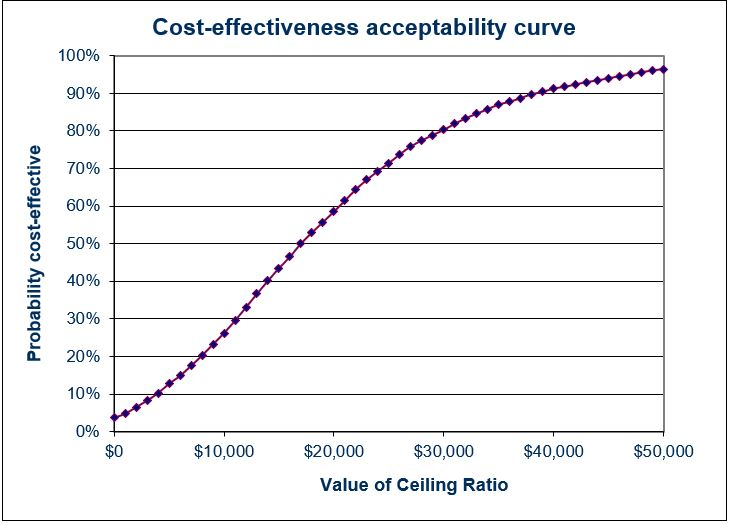 Cost-effectiveness acceptability curve
100%
90%
80%
70%
60%
50%
40%
30%
20%
10%
0%
Probability cost-effective
$0 $10,000 $20,000 $30,000 $40,000 $50,000
Value of Ceiling Ratio